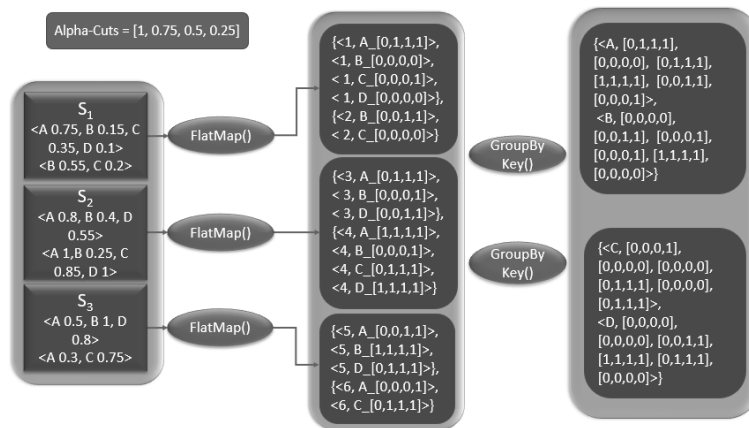 Alpha-Cuts = [1, 0.75, 0.5, 0.25]
S1
<A 0.75, B 0.15, C
0.35, D 0.1>
<B 0.55, C 0.2>
S2
<A 0.8, B 0.4, D
0.55>
<A 1,B 0.25, C
0.85, D 1>
S3
<A 0.5, B 1, D
0.8>
<A 0.3, C 0.75>
FlatMap()
FlatMap()
FlatMap()
{<1, A_[0,1,1,1]>,
<1, B_[0,0,0,0]>,
< 1, C_[0,0,0,1]>,
< 1, D_[0,0,0,0]>},
{<2, B_[0,0,1,1]>,
< 2, C_[0,0,0,0]>}
{<3, A_[0,1,1,1]>,
< 3, B_[0,0,0,1]>,
< 3, D_[0,0,1,1]>},
{<4, A_[1,1,1,1]>,
<4, B_[0,0,0,1]>,
<4, C_[0,1,1,1]>,
<4, D_[1,1,1,1]>}
{<5, A_[0,0,1,1]>,
<5, B_[1,1,1,1]>,
<5, D_[0,1,1,1]>},
{<6, A_[0,0,0,1]>,
<6, C_[0,1,1,1]>}
GroupBy
Key()
GroupBy
Key()
{<A, [0,1,1,1],
[0,0,0,0], [0,1,1,1],
[1,1,1,1], [0,0,1,1],
[0,0,0,1]>,
<B, [0,0,0,0],
[0,0,1,1], [0,0,0,1],
[0,0,0,1], [1,1,1,1],
[0,0,0,0]>}
{<C, [0,0,0,1],
[0,0,0,0], [0,0,0,0],
[0,1,1,1], [0,0,0,0],
[0,1,1,1]>,
<D, [0,0,0,0],
[0,0,0,0], [0,0,1,1],
[1,1,1,1], [0,1,1,1],
[0,0,0,0]>}